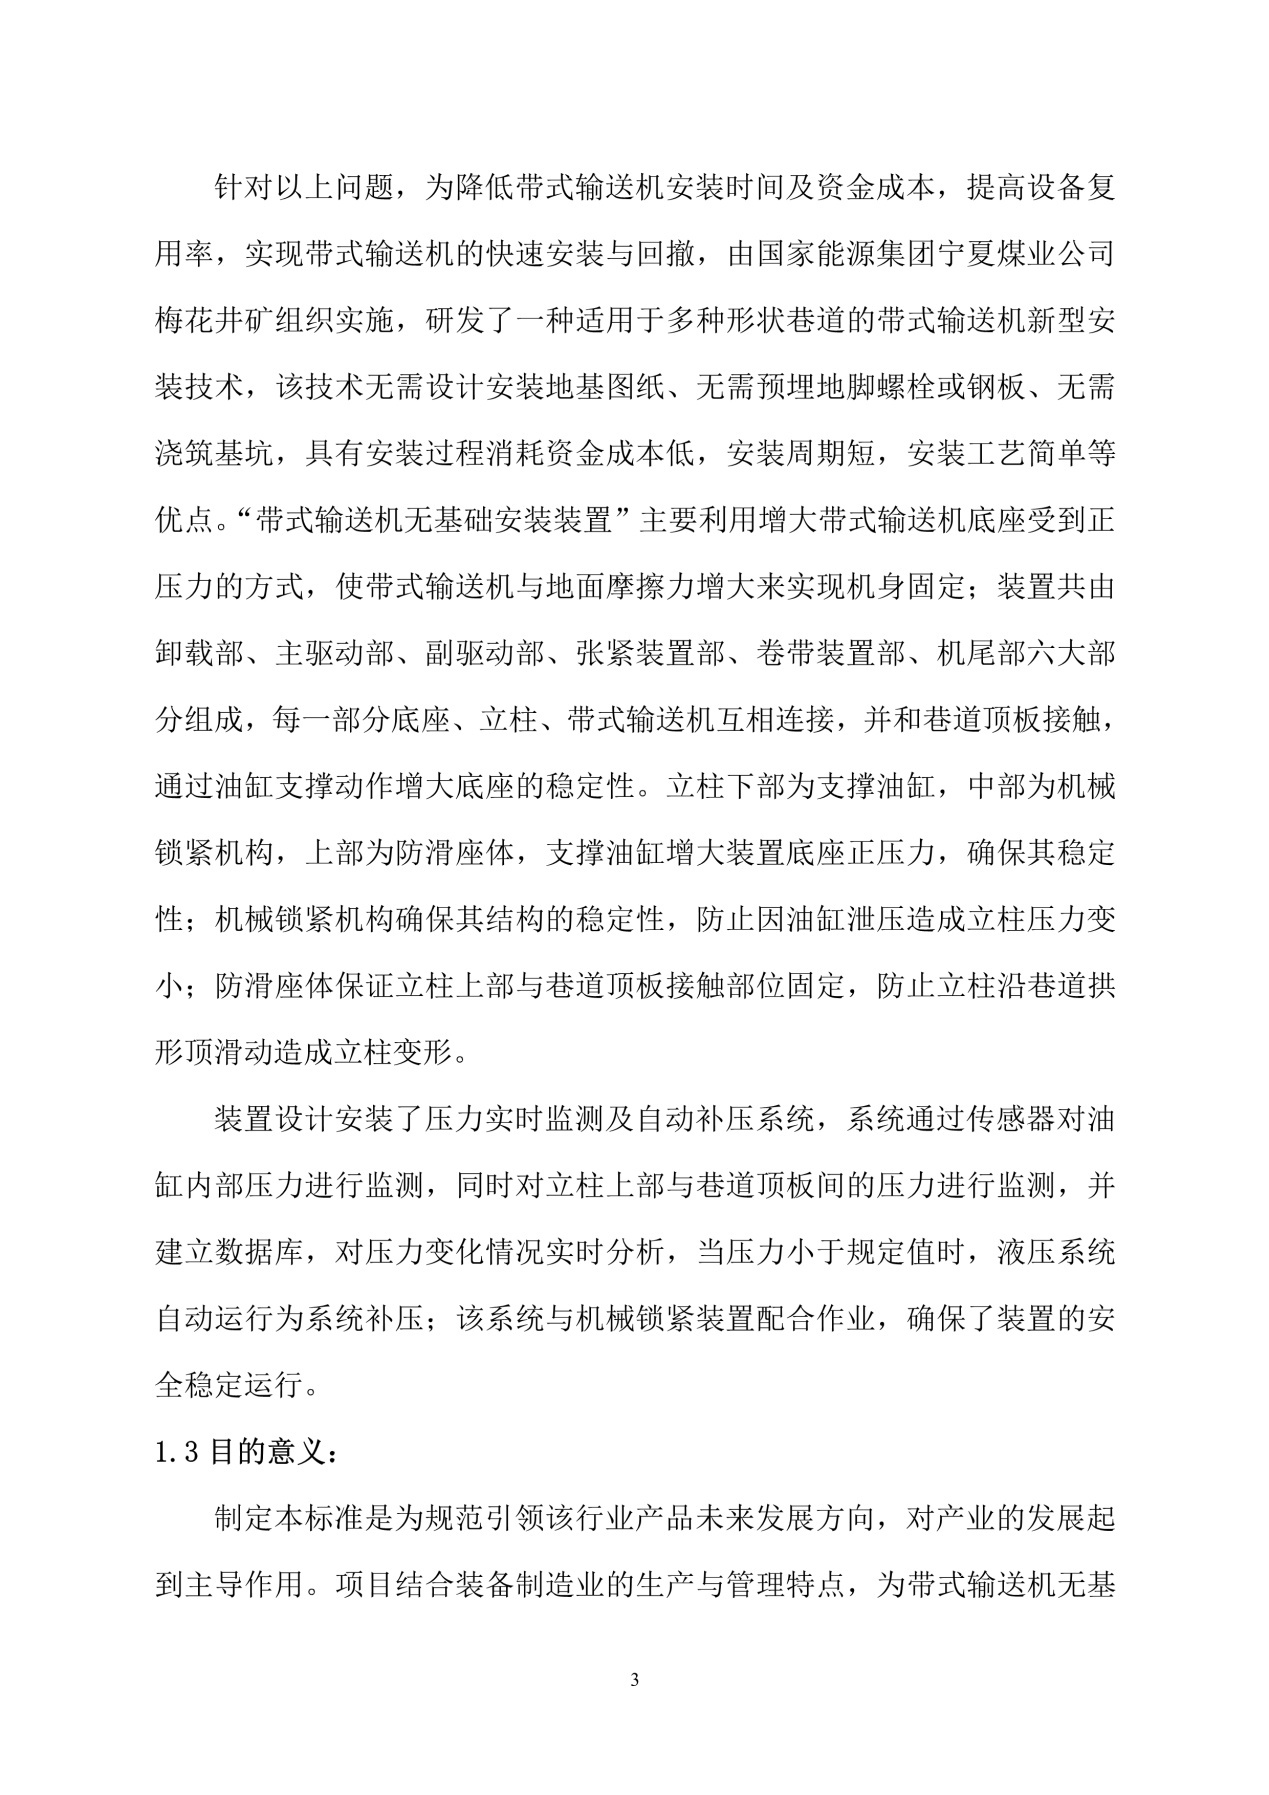 针对以上问题，为降低带式输送机安装时间及资金成本，提高设备复
用率，实现带式输送机的快速安装与回撤，由国家能源集团宁夏煤业公司
梅花井矿组织实施，研发了一种适用于多种形状巷道的带式输送机新型安
装技术，该技术无需设计安装地基图纸、无需预埋地脚螺栓或钢板、无需
浇筑基坑，具有安装过程消耗资金成本低，安装周期短，安装工艺简单等
优点。“带式输送机无基础安装装置”主要利用增大带式输送机底座受到正
压力的方式，使带式输送机与地面摩擦力增大来实现机身固定；装置共由
卸载部、主驱动部、副驱动部、张紧装置部、卷带装置部、机尾部六大部
分组成，每一部分底座、立柱、带式输送机互相连接，并和巷道顶板接触，
通过油缸支撑动作增大底座的稳定性。立柱下部为支撑油缸，中部为机械
锁紧机构，上部为防滑座体，支撑油缸增大装置底座正压力，确保其稳定
性；机械锁紧机构确保其结构的稳定性，防止因油缸泄压造成立柱压力变
小；防滑座体保证立柱上部与巷道顶板接触部位固定，防止立柱沿巷道拱
形顶滑动造成立柱变形。
装置设计安装了压力实时监测及自动补压系统，系统通过传感器对油
缸内部压力进行监测，同时对立柱上部与巷道顶板间的压力进行监测，并
建立数据库，对压力变化情况实时分析，当压力小于规定值时，液压系统
自动运行为系统补压；该系统与机械锁紧装置配合作业，确保了装置的安
全稳定运行。
1.3 目的意义：
制定本标准是为规范引领该行业产品未来发展方向，对产业的发展起
到主导作用。项目结合装备制造业的生产与管理特点，为带式输送机无基
3